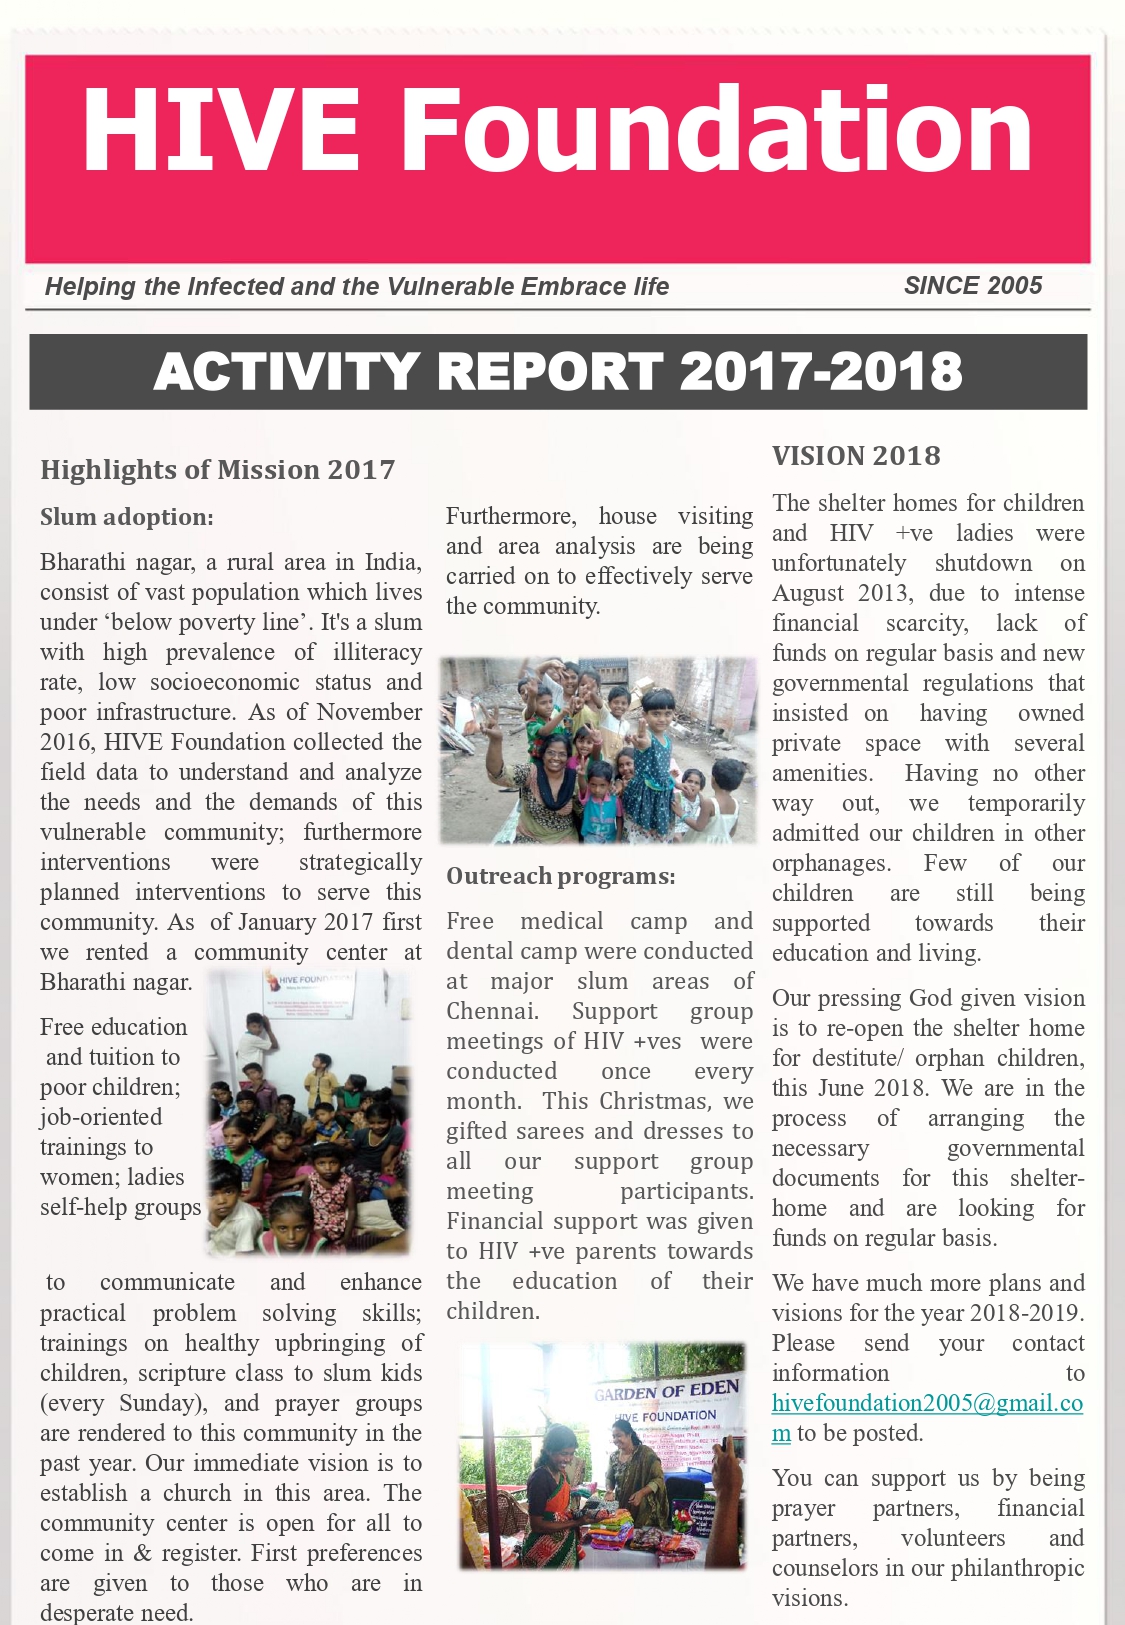 HIVE Foundation
Helping the Infected and the Vulnerable Embrace life
SINCE 2005
ACTIVITY REPORT 2017-2018
Highlights of Mission 2017
Slum adoption:
Bharathi nagar, a rural area in India,
consist of vast population which lives
under ‘below poverty line’. It's a slum
with high prevalence of illiteracy
rate, low socioeconomic status and
poor infrastructure. As of November
2016, HIVE Foundation collected the
field data to understand and analyze
the needs and the demands of this
vulnerable community; furthermore
interventions were strategically
planned interventions to serve this
community. As of January 2017 first
we rented a community center at
Bharathi nagar.
HIVE FOUNDATION
Free education
and tuition to
poor children;
job-oriented
trainings to
women; ladies
self-help groups
to communicate and enhance
practical problem solving skills;
trainings on healthy upbringing of
children, scripture class to slum kids
(every Sunday), and prayer groups
are rendered to this community in the
past year. Our immediate vision is to
establish a church in this area. The
community center is open for all to
come in & register. First preferences
are given to those who are in
desperate need.
Furthermore, house visiting
and area analysis are being
carried on to effectively serve
the community.
Outreach programs:
Free medical camp and
dental camp were conducted
at major slum areas of
Chennai. Support group
meetings of HIV +ves were
conducted once every
month. This Christmas, we
gifted sarees and dresses to
all our support group
meeting participants.
Financial support was given
to HIV +ve parents towards
the education of their
children.
GARDEN OF EDEN
HIVE FOUNDATION
VISION 2018
The shelter homes for children
and HIV +ve ladies were
unfortunately shutdown on
August 2013, due to intense
financial scarcity, lack of
funds on regular basis and new
governmental regulations that
insisted on having owned
private space with several
amenities. Having no other
way out, we temporarily
admitted our children in other
orphanages. Few of our
children are still being
supported towards their
education and living.
Our pressing God given vision
is to re-open the shelter home
for destitute/ orphan children,
this June 2018. We are in the
process of arranging the
necessary governmental
documents for this shelter-
home and are looking for
funds on regular basis.
We have much more plans and
visions for the year 2018-2019.
Please send your contact
information to
hivefoundation2005@gmail.co
m to be posted.
You can support us by being
prayer partners, financial
partners, volunteers and
counselors in our philanthropic
visions.